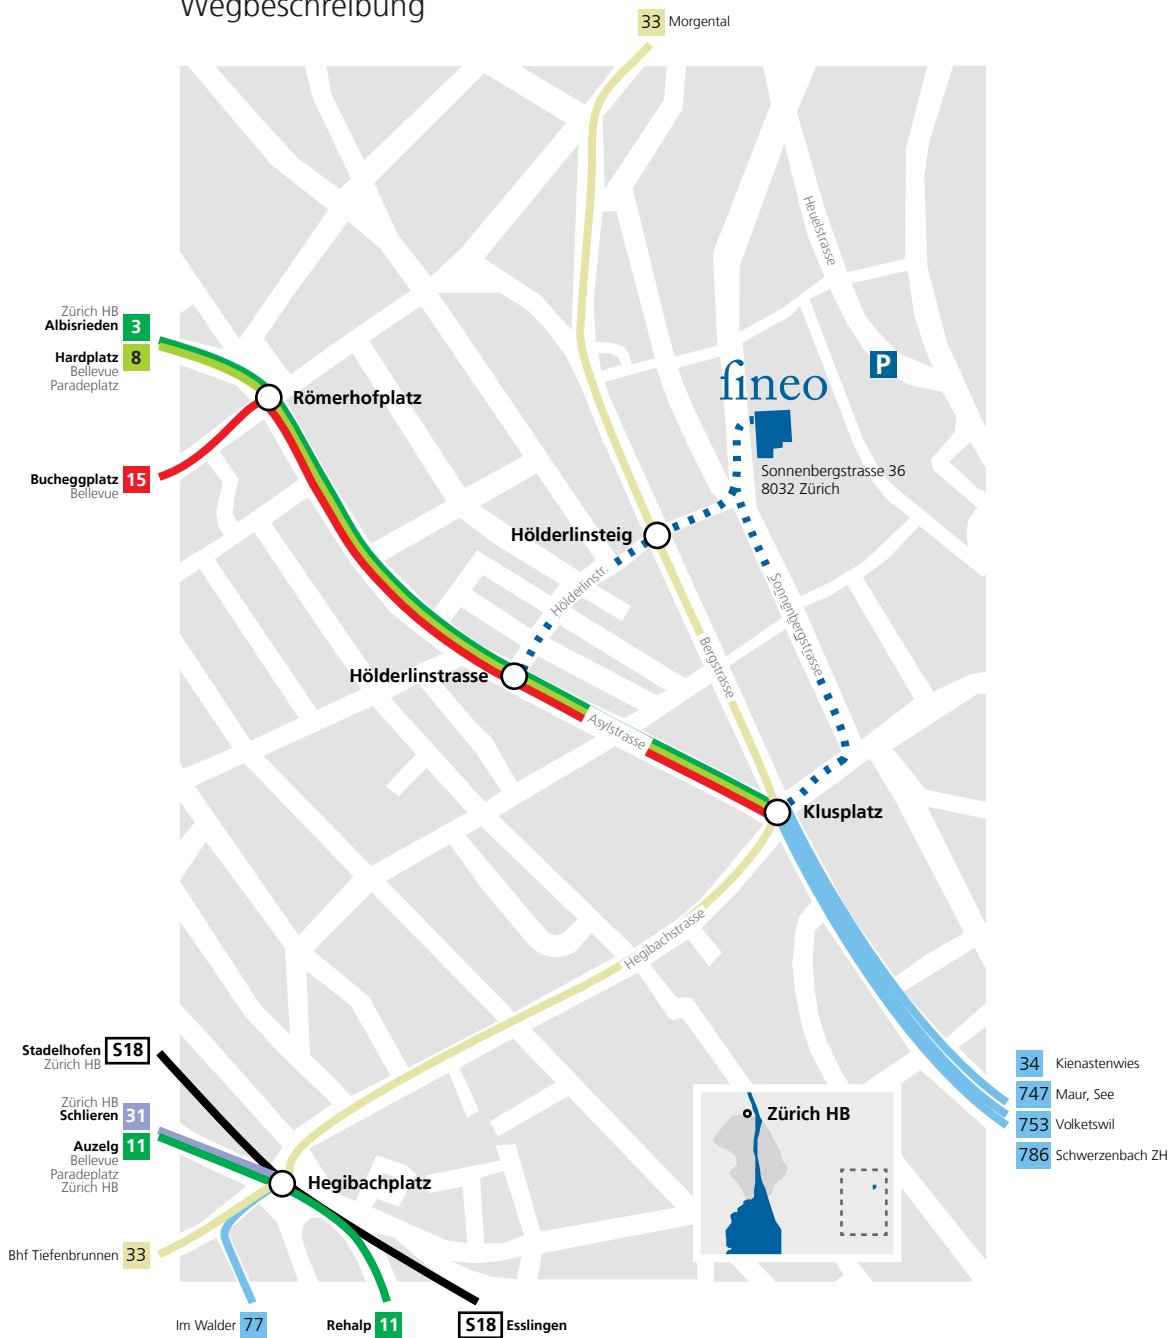 Wegbeschreibung
33 Morgental
Heuelstrasse
Zürich HB
Albisrieden 3
Hardplatz 8
Bellevue
Paradeplatz
Römerhofplatz
P
fineo
Bucheggplatz 15
Bellevue
Sonnenbergstrasse 36
8032 Zürich
Hölderlinsteig
Hölderlinstr.
Sonnenbergstrasse
Bergstrasse
Hölderlinstrasse
Asylstrasse
Klusplatz
Hegibachstrasse
Stadelhofen S18
Zürich HB
Zürich HB
Schlieren 31
Auzelg 11
Bellevue
Paradeplatz
Zürich HB
Hegibachplatz
Bhf Tiefenbrunnen 33
Im Walder 77
Rehalp 11
S18 Esslingen
Zürich HB
34 Kienastenwies
747 Maur, See
753 Volketswil
786 Schwerzenbach ZH